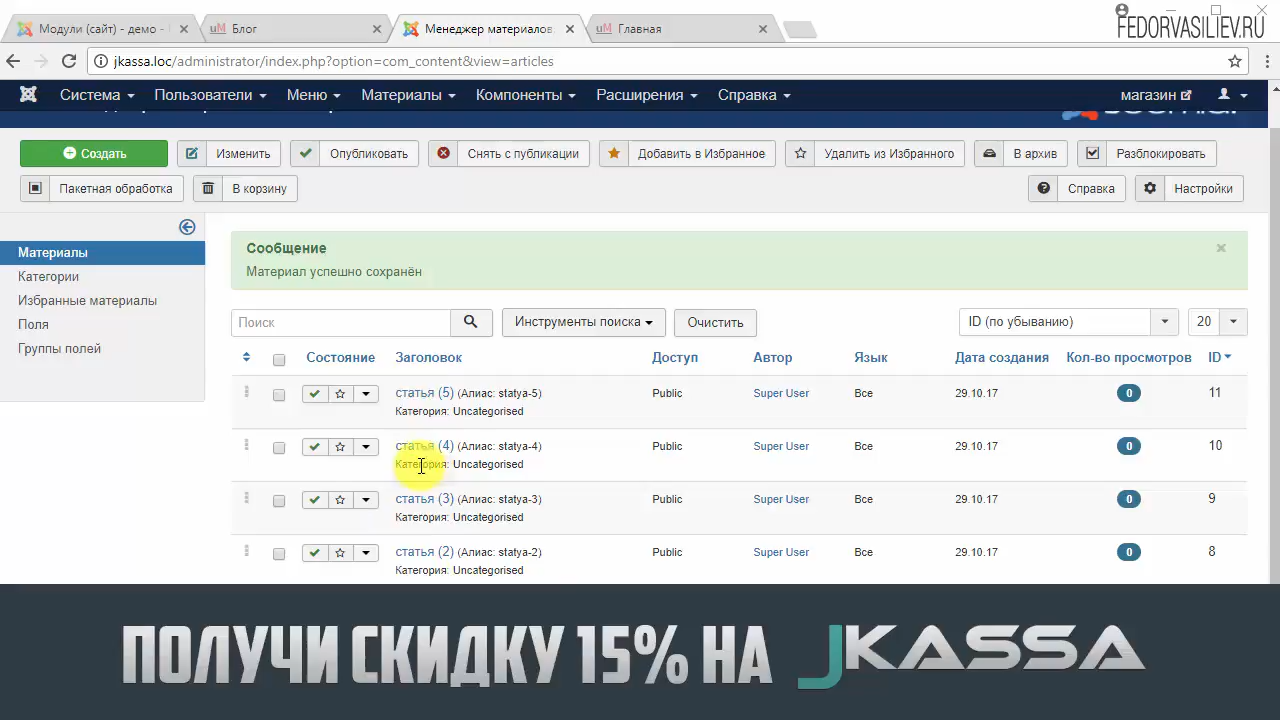 Модули (сайт) - демо -
Блог
Менеджер материалов
Главная
FEDORVASILIEV.RU
jkassa.loc/administrator/index.php?option=com_content&view=articles
Система Пользователи Меню Материалы Компоненты Расширения Справка магазин
Создать Изменить Опубликовать Снять с публикации Добавить в Избранное Удалить из Избранного В архив Разблокировать
Пакетная обработка В корзину Справка Настройки
Материалы
Категории
Избранные материалы
Поля
Группы полей
Сообщение
Материал успешно сохранён
Поиск Инструменты поиска Очистить ID (по убыванию) 20
Состояние Заголовок Доступ Автор Язык Дата создания Кол-во просмотров ID
статья (5) (Алиас: statya-5) Public Super User Все 29.10.17 0 11
Категория: Uncategorised
статья (4) (Алиас: statya-4) Public Super User Все 29.10.17 0 10
Категория: Uncategorised
статья (3) (Алиас: statya-3) Public Super User Все 29.10.17 0 9
Категория: Uncategorised
статья (2) (Алиас: statya-2) Public Super User Все 29.10.17 0 8
Категория: Uncategorised
ПОЛУЧИ СКИДКУ 15% НА JKASSA